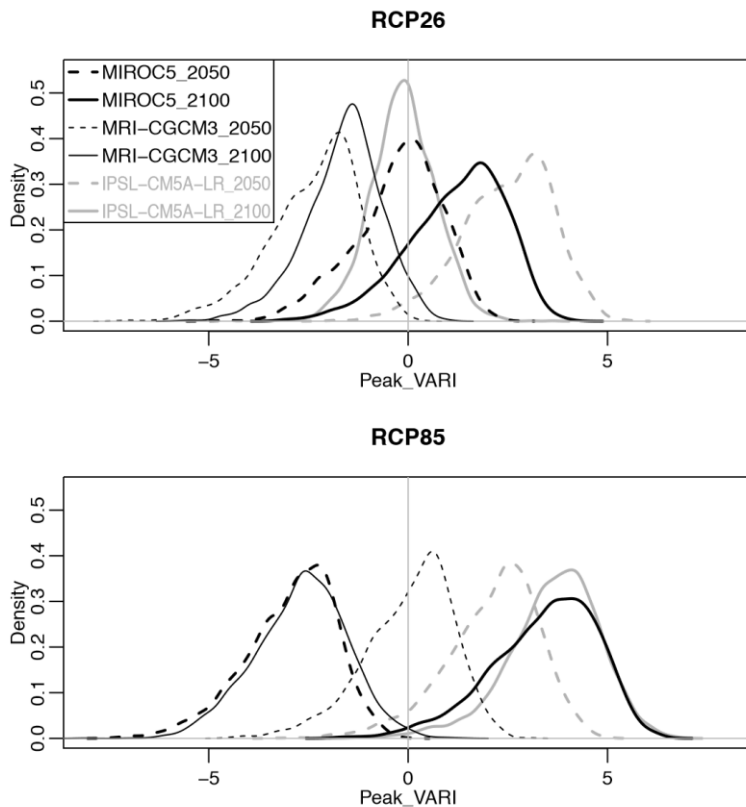 RCP26
MIROC5_2050
MIROC5_2100
MRI-CGCM3_2050
MRI-CGCM3_2100
IPSL-CM5A-LR_2050
IPSL-CM5A-LR_2100
Density
0.0 0.1 0.2 0.3 0.4 0.5
-5 0 5
Peak_VARI
RCP85
Density
0.0 0.1 0.2 0.3 0.4 0.5
-5 0 5
Peak_VARI